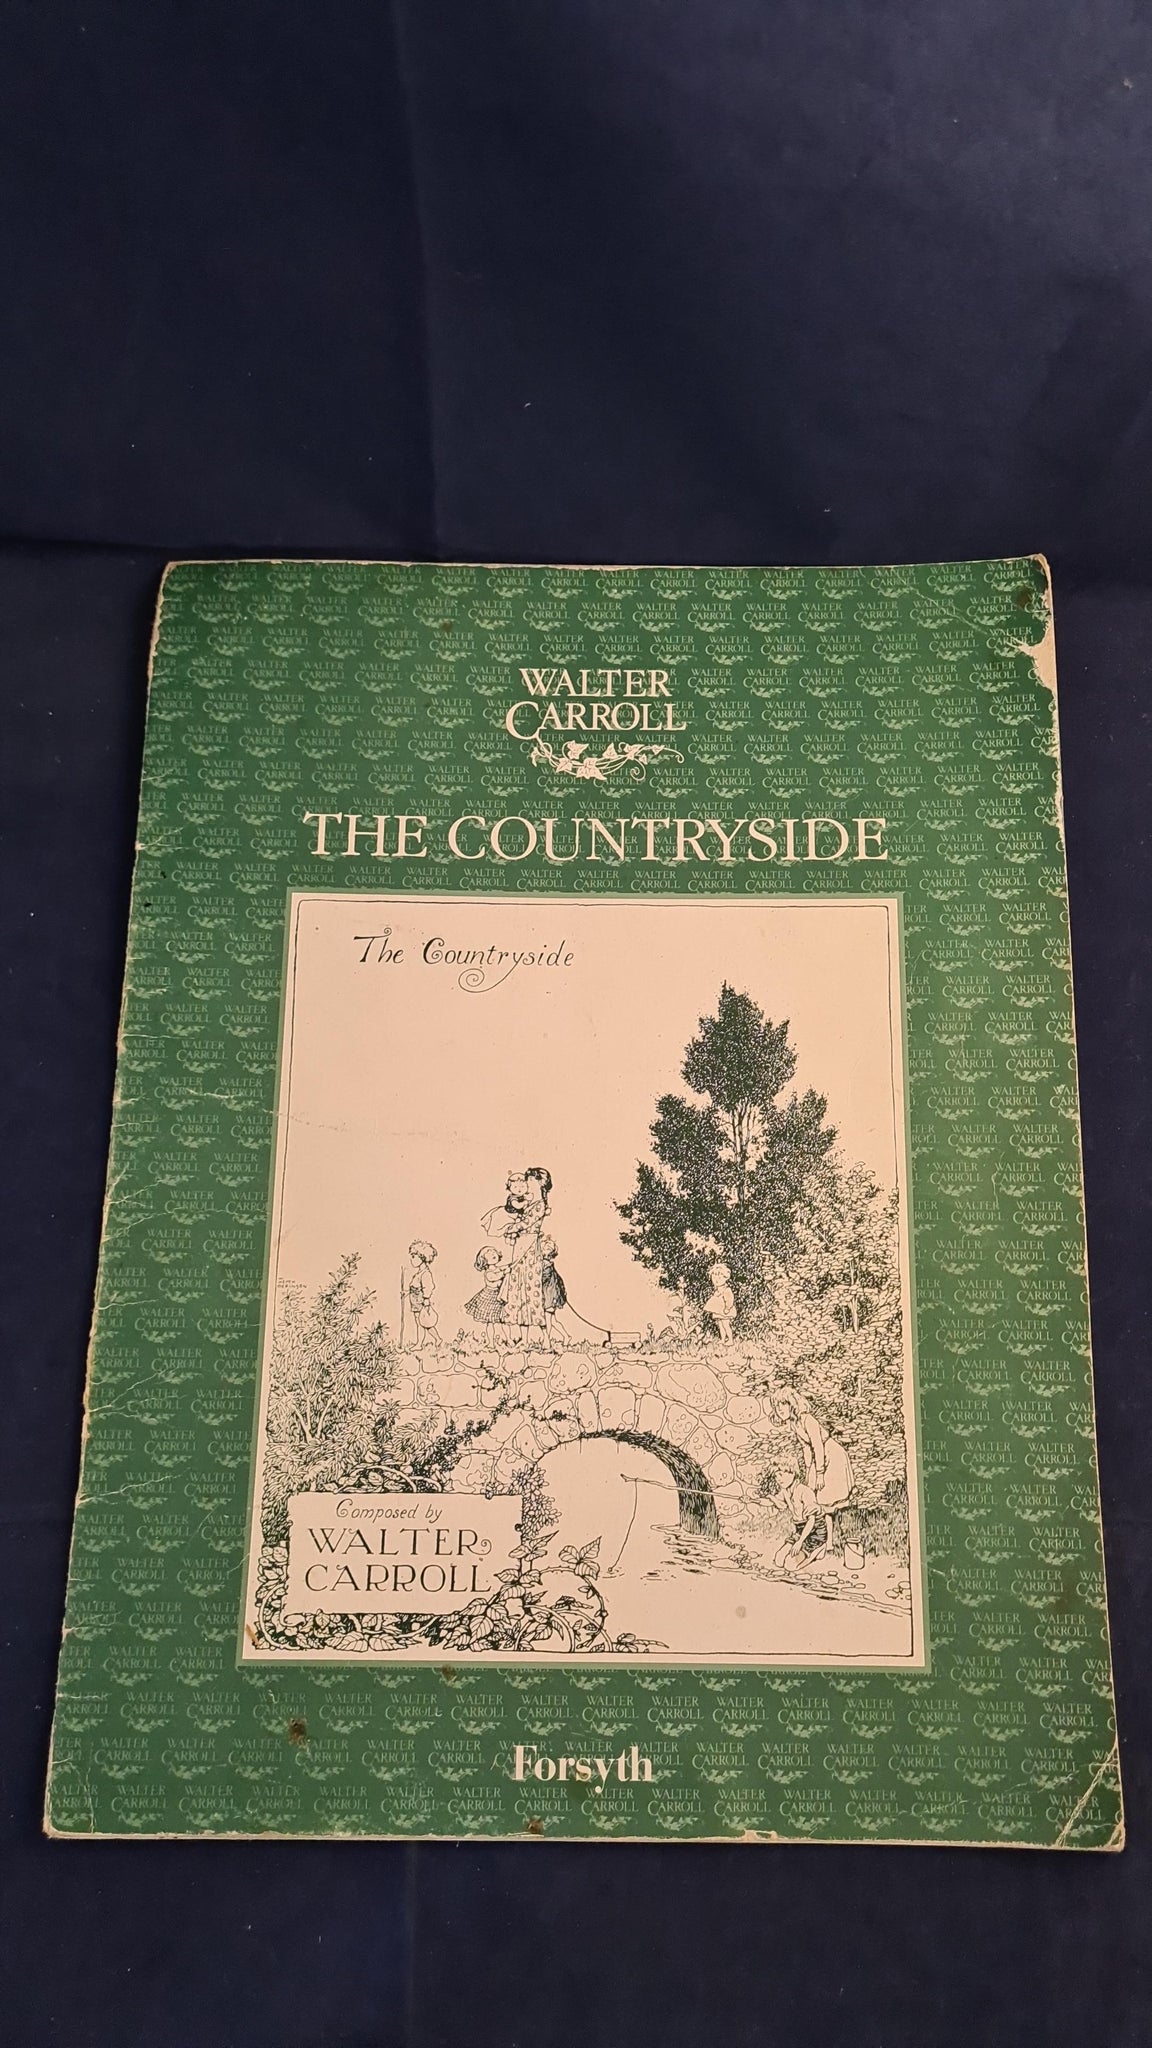 WALTER
CARROLL
THE COUNTRYSIDE
The Countryside
Composed by
WALTER
CARROLL
Forsyth